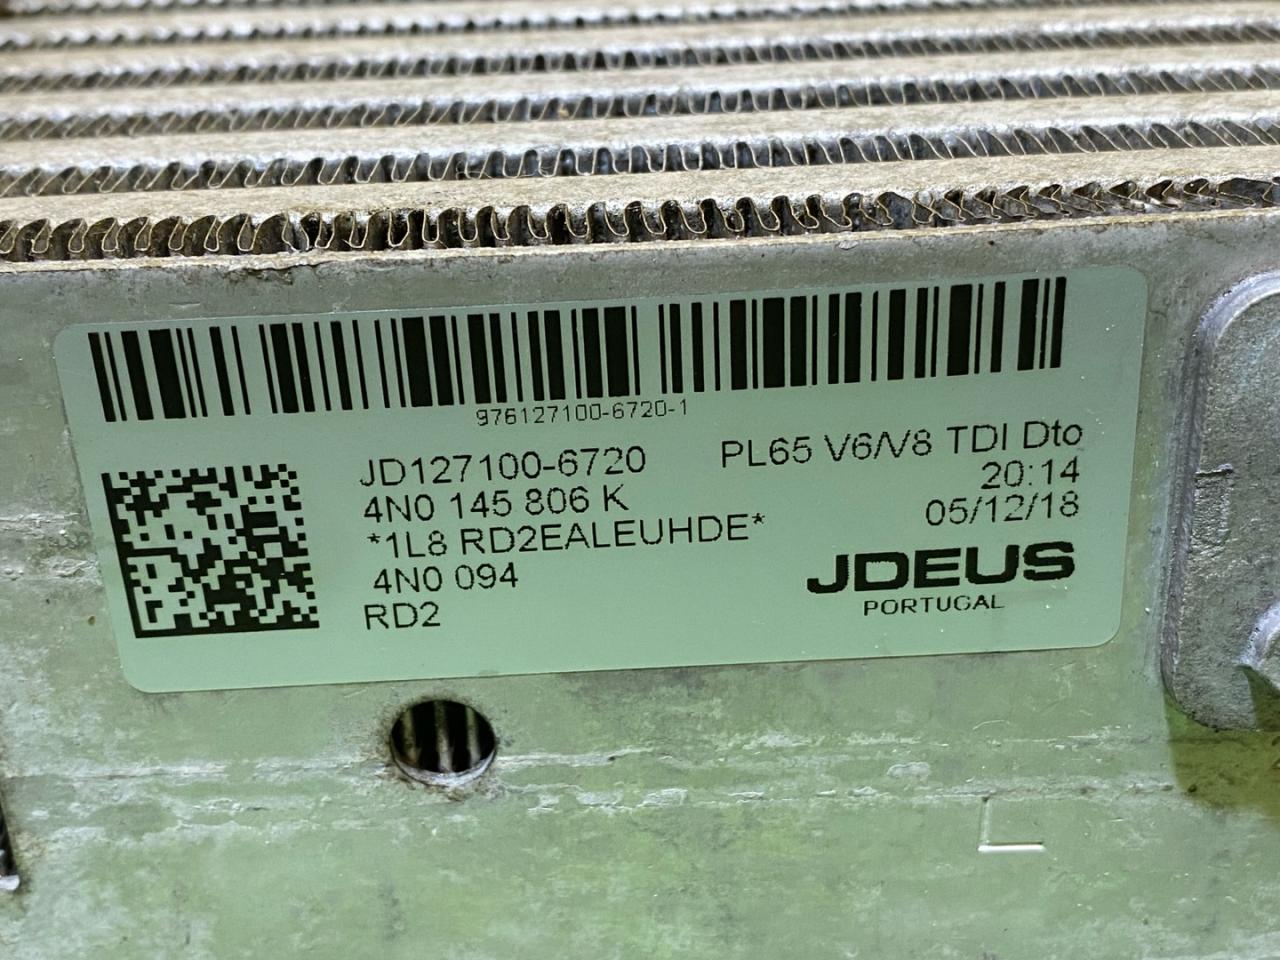 976127100-6720-1
JD127100-6720
PL65 V6/V8 TDI Dto
4N0 145 806 K
20:14
*1L8 RD2EALEUHDE*
05/12/18
4N0 094
RD2
JDEUS
PORTUGAL